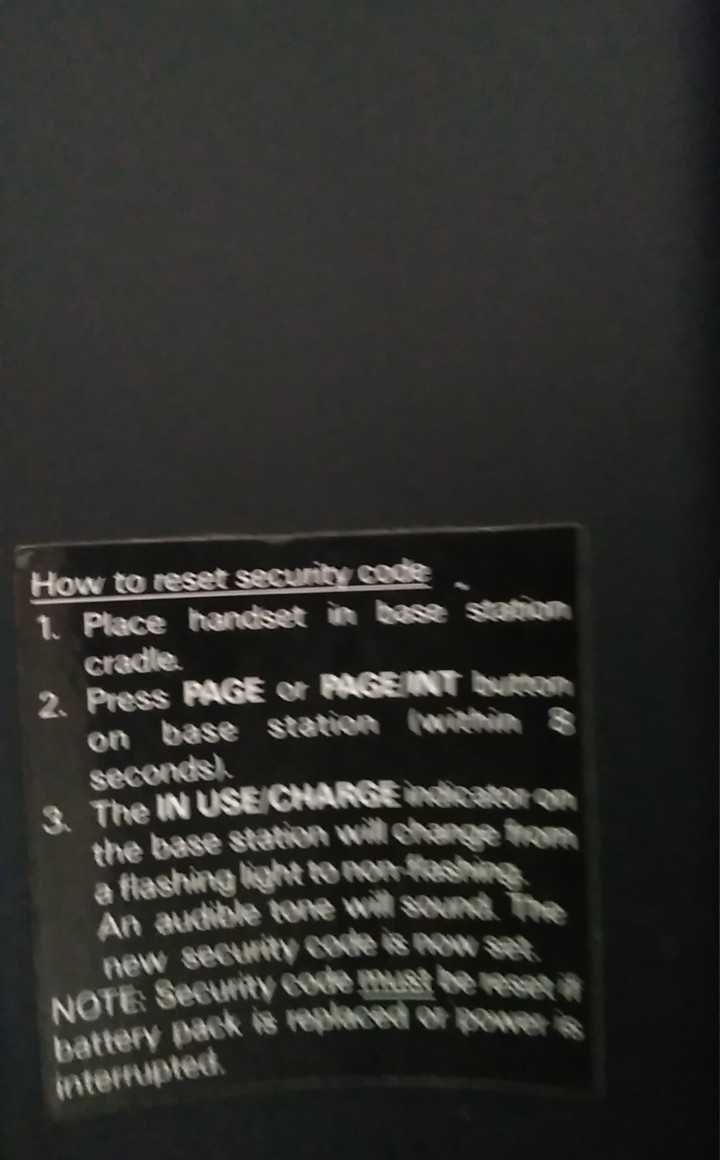 How to reset security code
1. Place handset in base station
cradle.
2. Press PAGE or PAGE/INT button
on base station (within 8
seconds).
3. The IN USE/CHARGE indicator on
the base station will change from
a flashing light to non-flashing.
An audible tone will sound. The
new security code is now set.
NOTE: Security code must be reset if
battery pack is replaced or power is
interrupted.